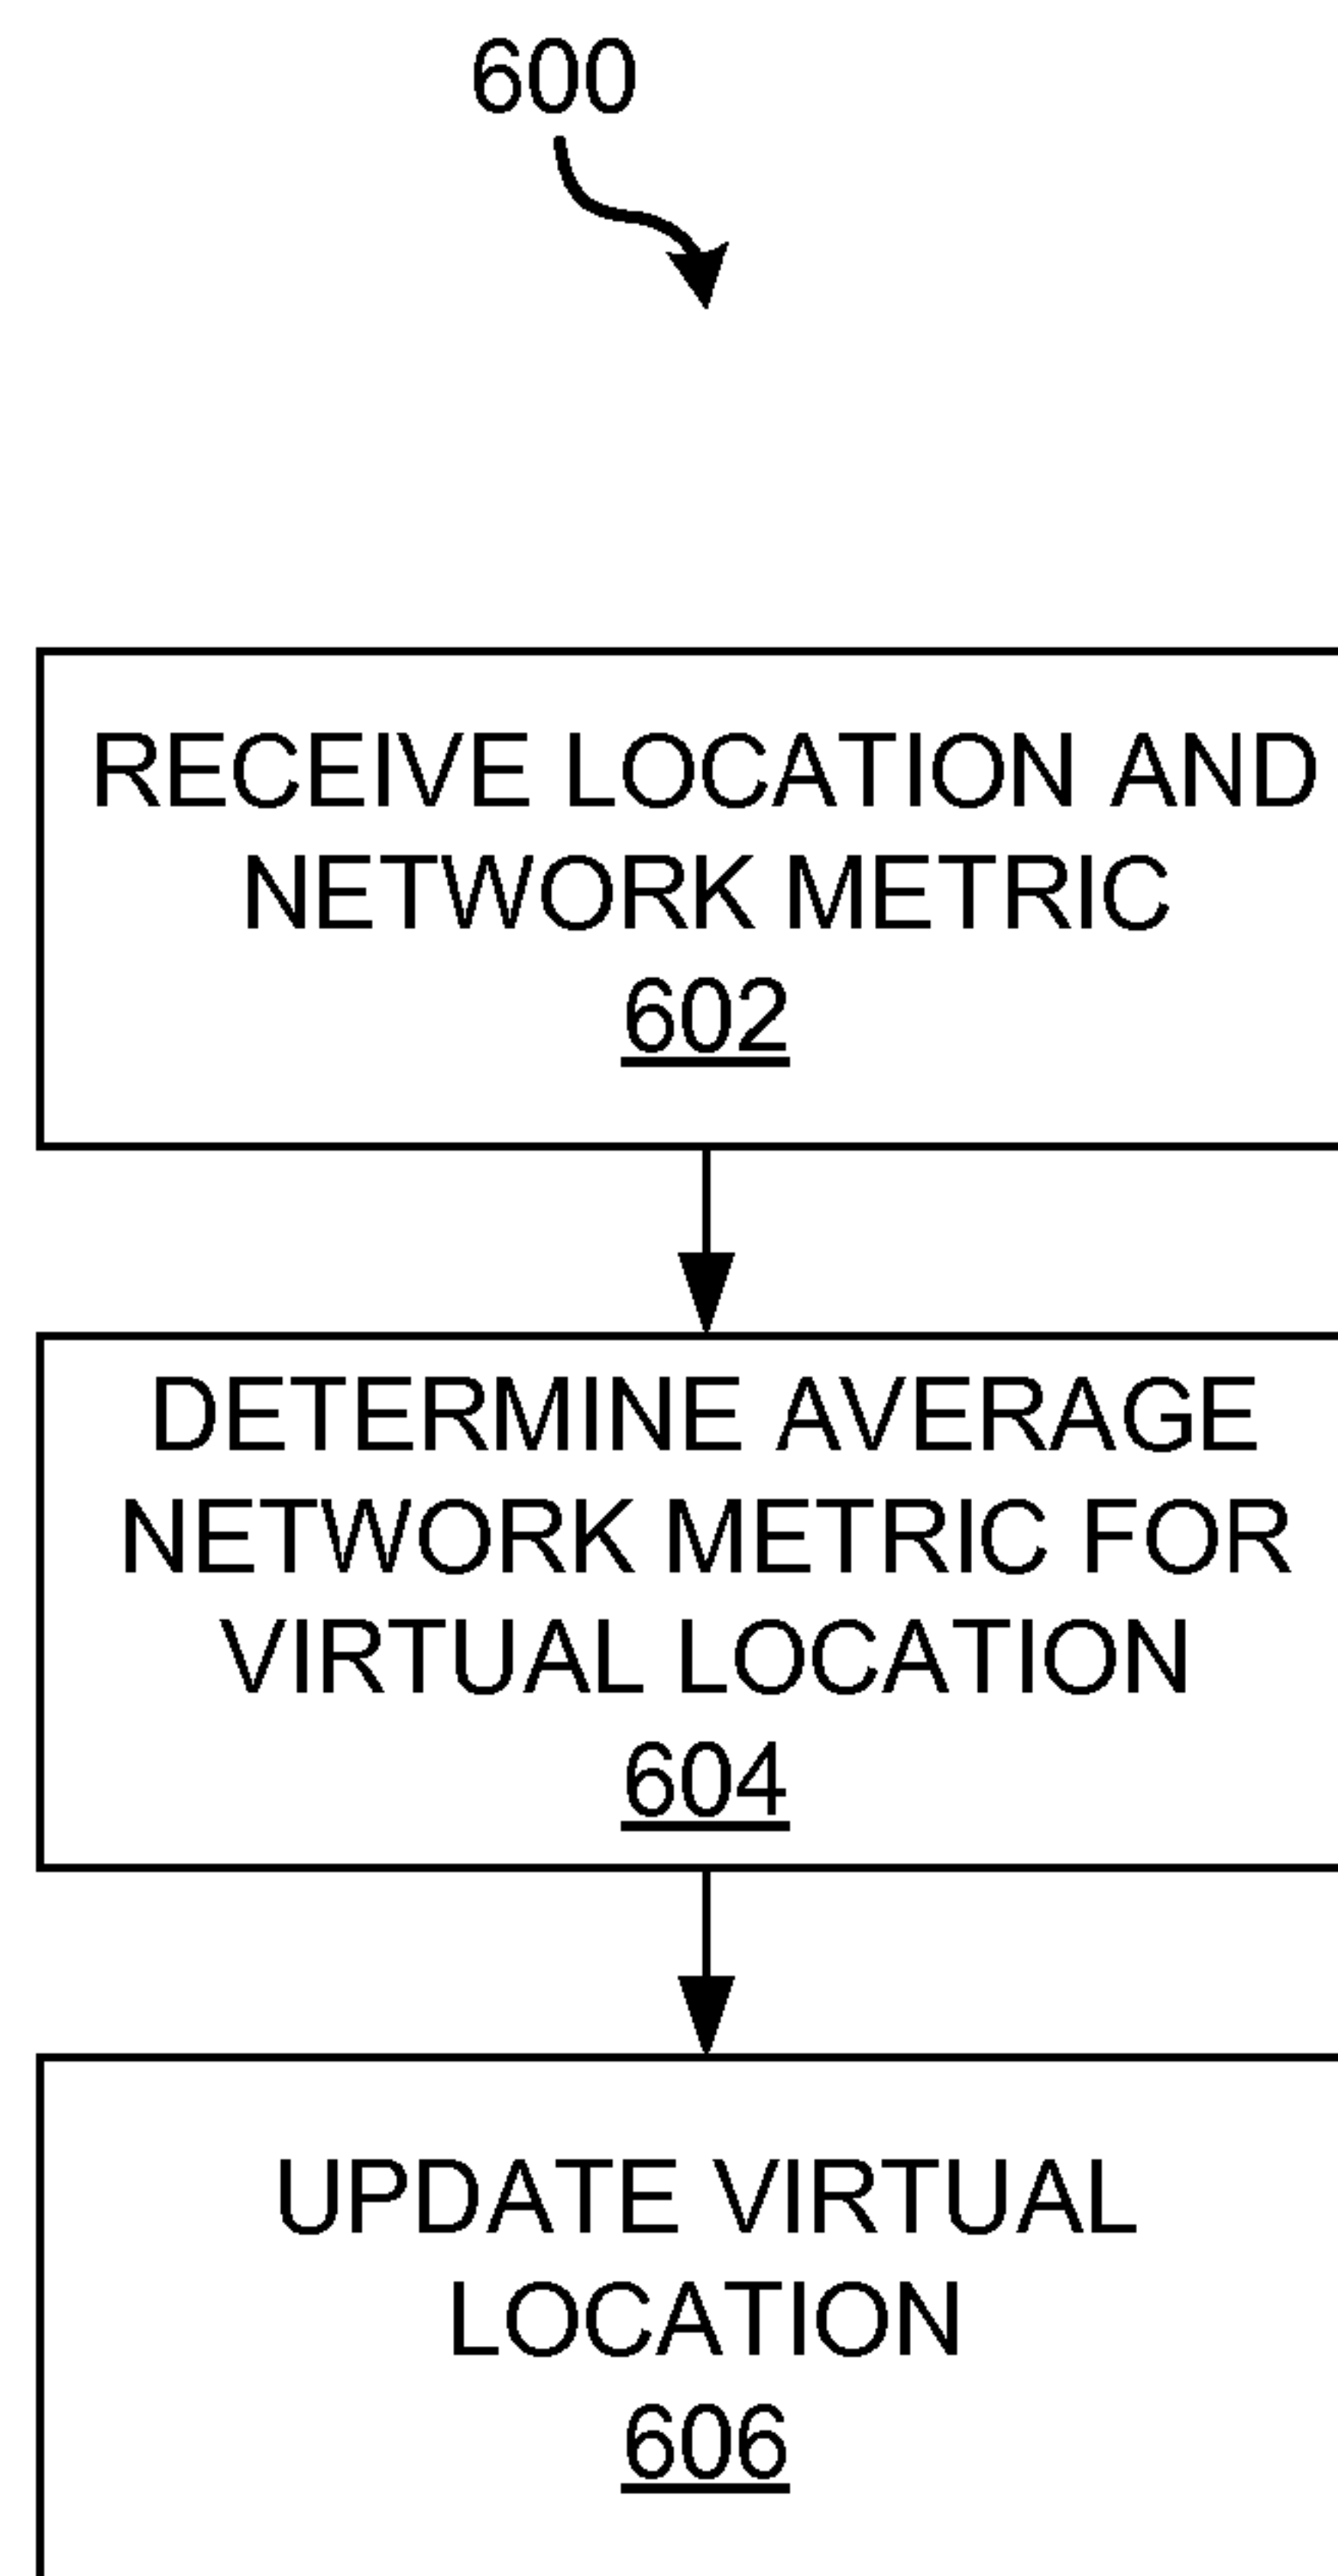 600
RECEIVE LOCATION AND
NETWORK METRIC
602
DETERMINE AVERAGE
NETWORK METRIC FOR
VIRTUAL LOCATION
604
UPDATE VIRTUAL
LOCATION
606